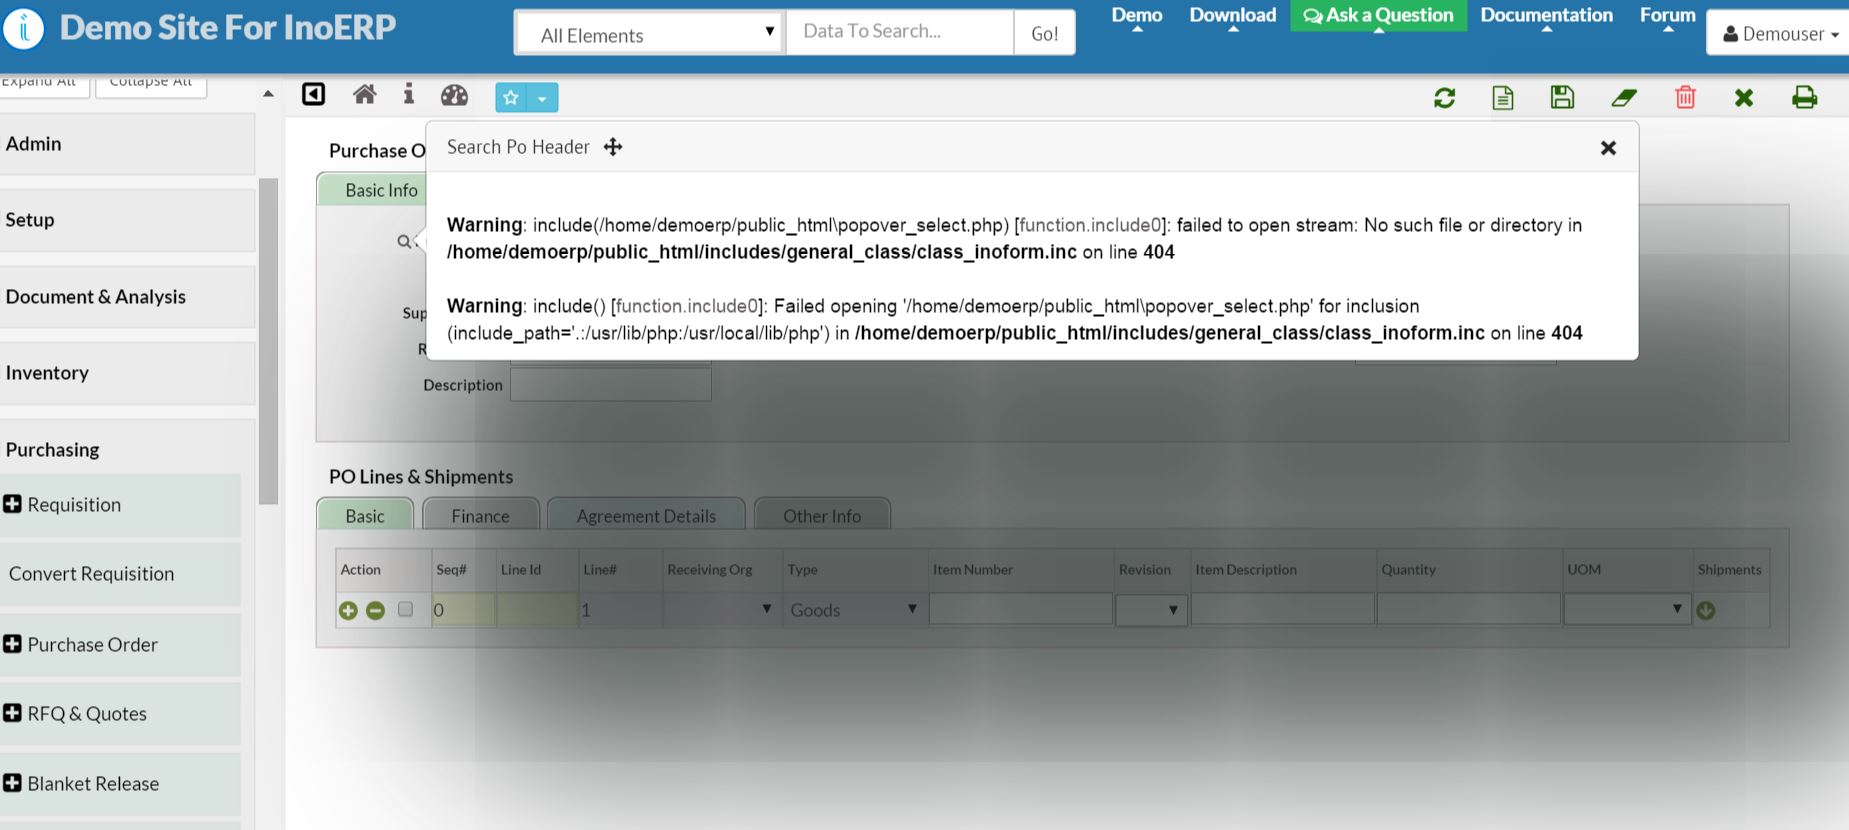 Demo Site For InoERP
All Elements
Data To Search...
Go!
Demo
Download
Ask a Question
Documentation
Forum
Demouser
Expand All
Collapse All
Admin
Setup
Document & Analysis
Inventory
Purchasing
Requisition
Convert Requisition
Purchase Order
RFQ & Quotes
Blanket Release
Purchase O
Basic Info
Search Po Header
Warning: include(/home/demoerp/public_html\popover_select.php) [function.include0]: failed to open stream: No such file or directory in
/home/demoerp/public_html/includes/general_class/class_inoform.inc on line 404
Warning: include() [function.include0]: Failed opening '/home/demoerp/public_html\popover_select.php' for inclusion
(include_path='.:/usr/lib/php:/usr/local/lib/php') in /home/demoerp/public_html/includes/general_class/class_inoform.inc on line 404
Sup
R
Description
PO Lines & Shipments
Basic
Finance
Agreement Details
Other Info
Action Seq# Line Id Line# Receiving Org Type Item Number Revision Item Description Quantity UOM Shipments
0 1 Goods